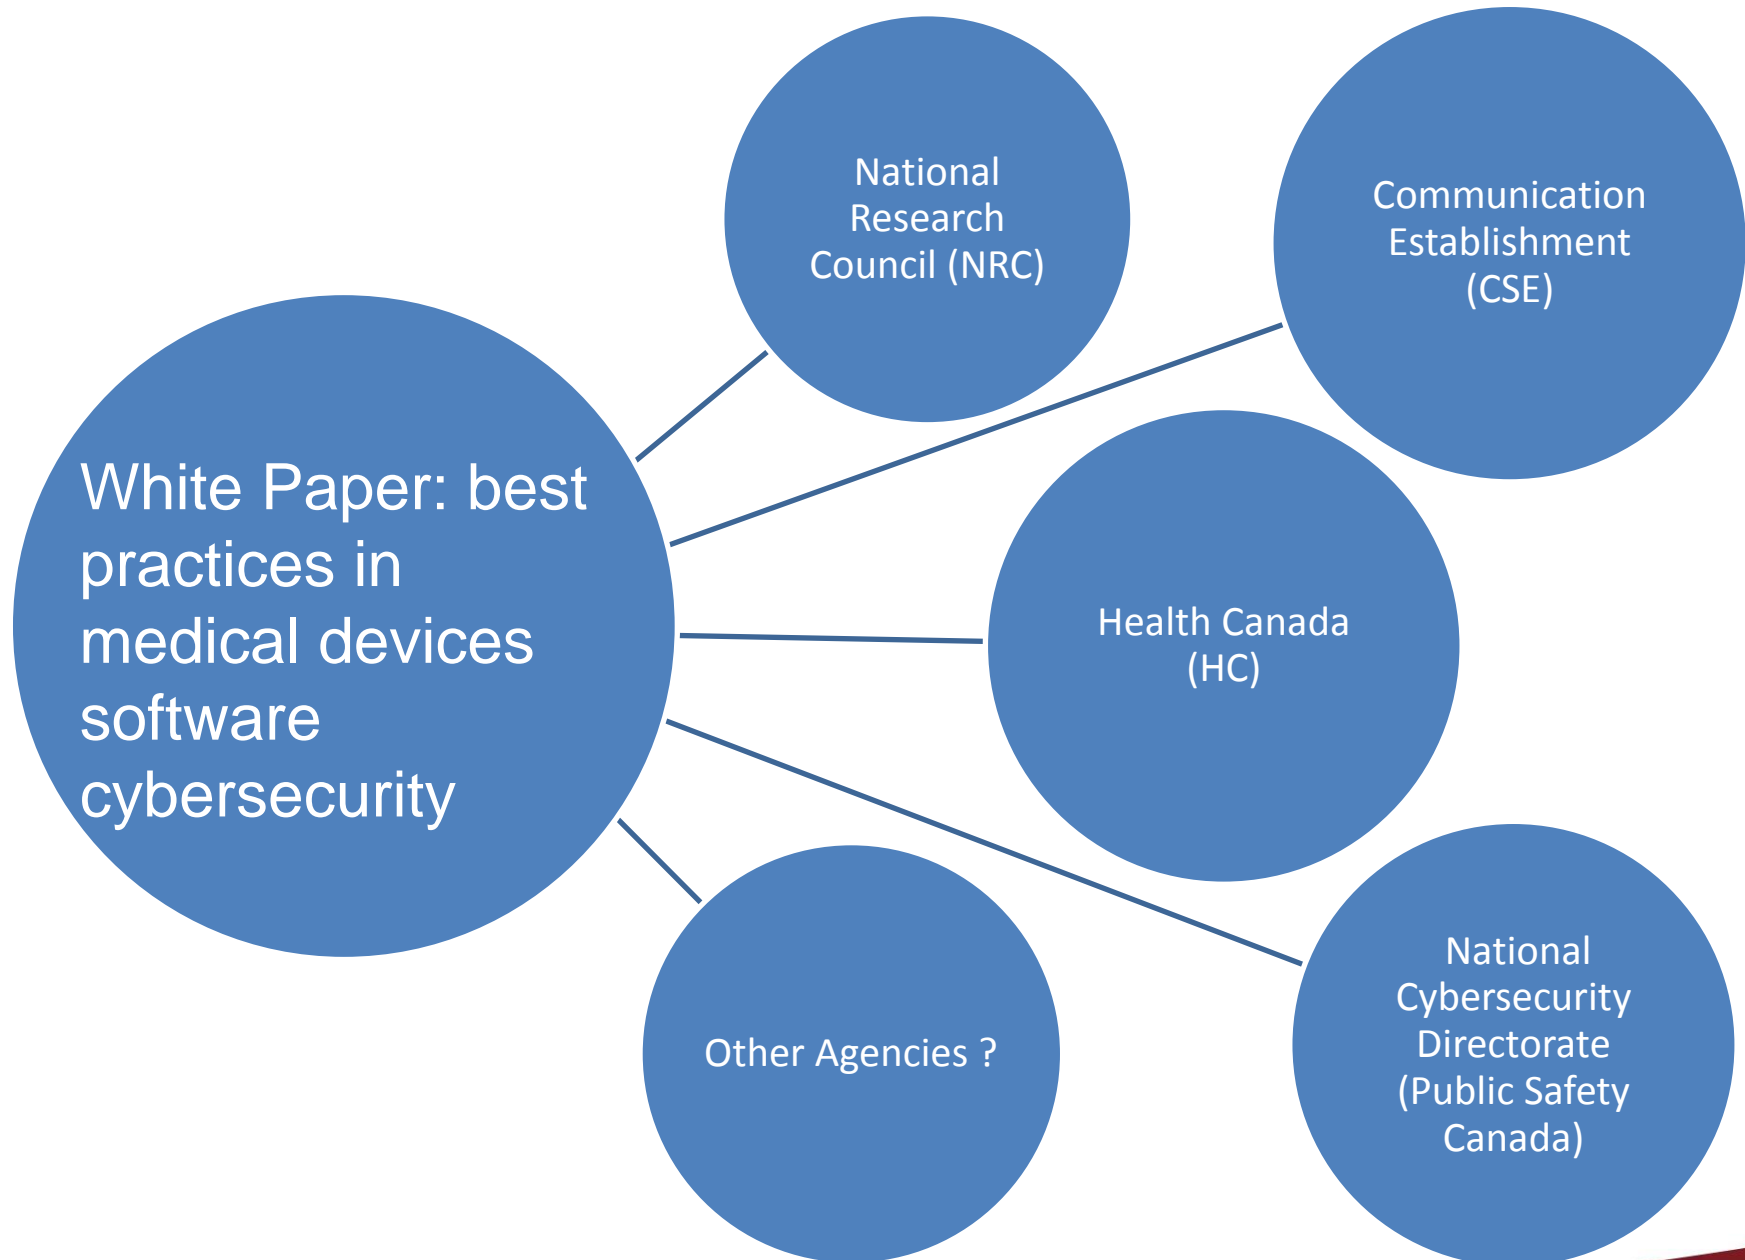 White Paper: best
practices in
medical devices
software
cybersecurity
National
Research
Council (NRC)
Communication
Establishment
(CSE)
Health Canada
(HC)
National
Cybersecurity
Directorate
(Public Safety
Canada)
Other Agencies ?